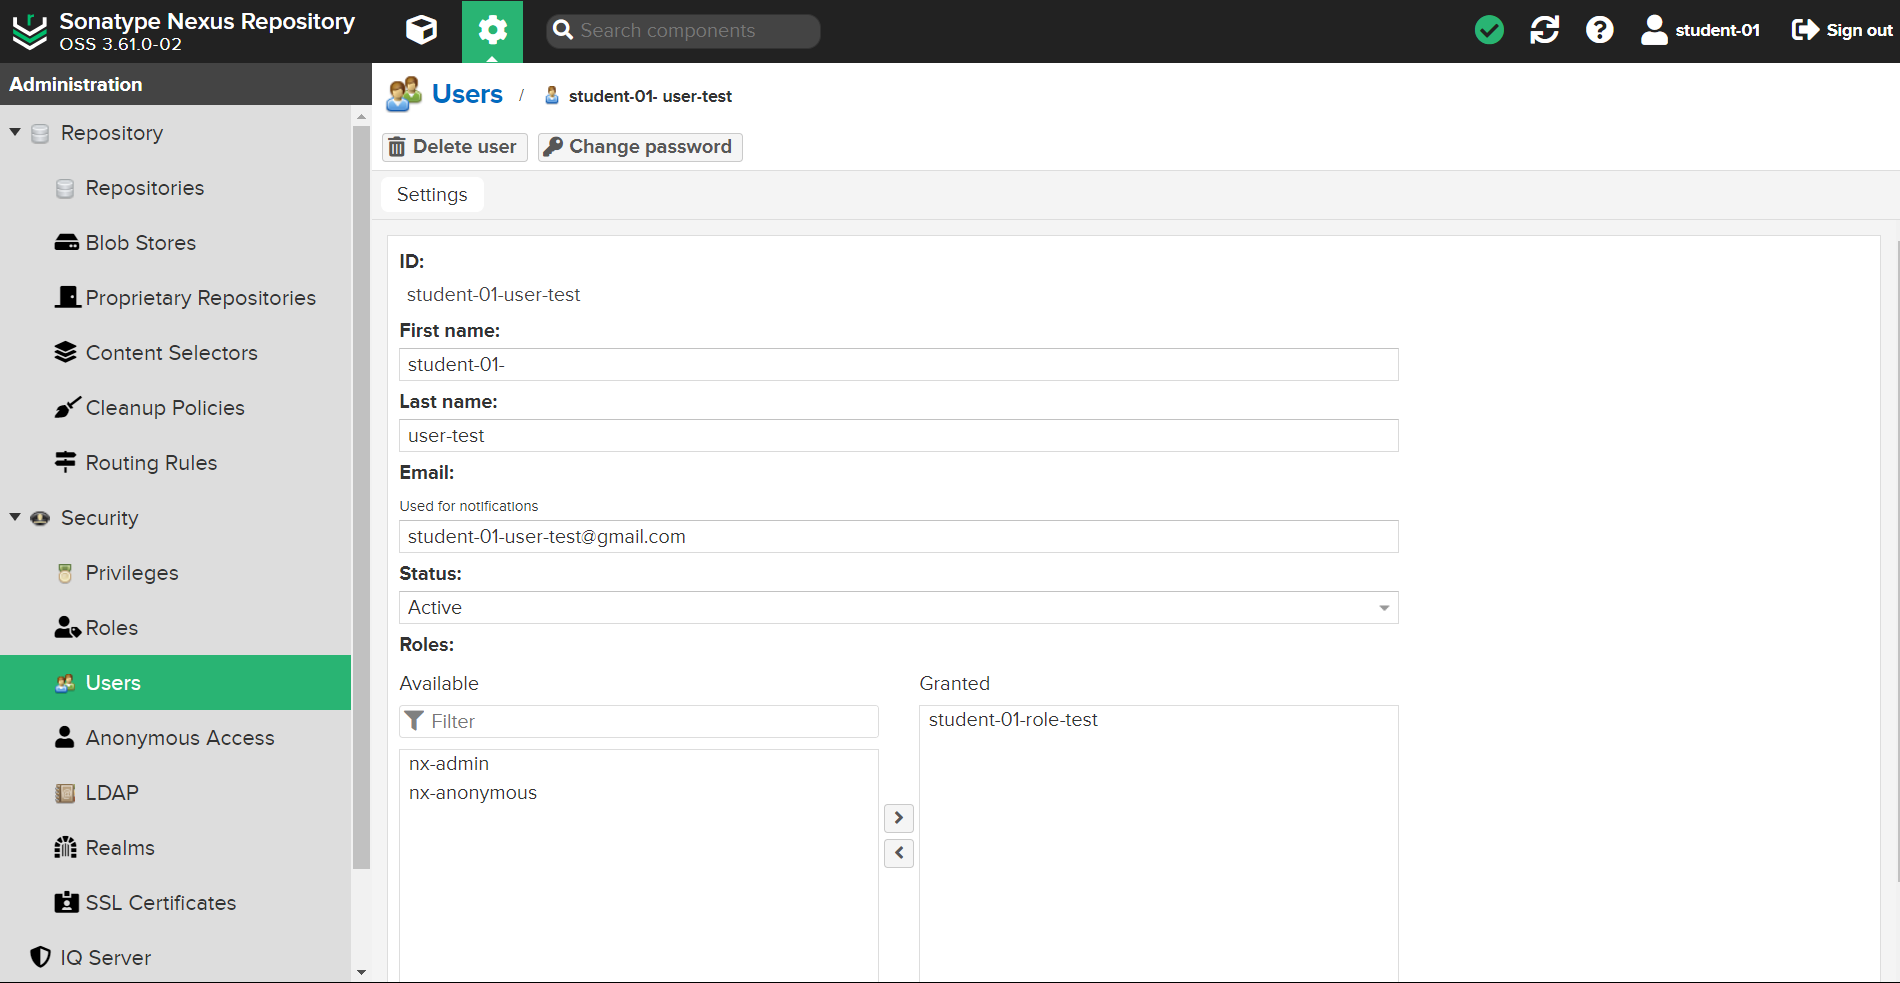 Sonatype Nexus Repository
OSS 3.61.0-02
Search components
student-01
Sign out
Administration
Repository
Repositories
Blob Stores
Proprietary Repositories
Content Selectors
Cleanup Policies
Routing Rules
Security
Privileges
Roles
Users
Anonymous Access
LDAP
Realms
SSL Certificates
IQ Server
Users / student-01- user-test
Delete user
Change password
Settings
ID:
student-01-user-test
First name:
student-01-
Last name:
user-test
Email:
Used for notifications
student-01-user-test@gmail.com
Status:
Active
Roles:
Available
Filter
nx-admin
nx-anonymous
Granted
student-01-role-test